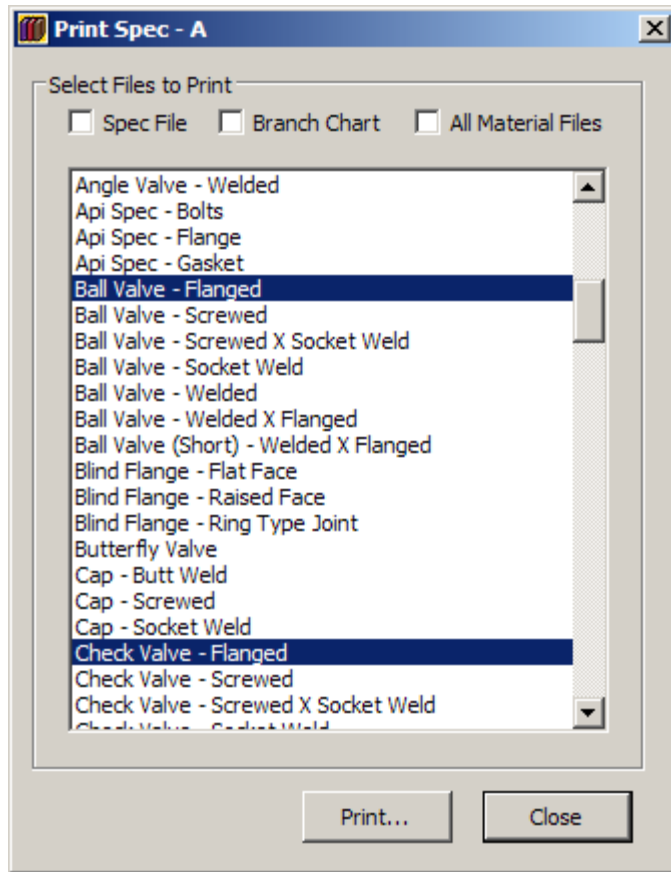 Print Spec - A
Select Files to Print
Spec File Branch Chart All Material Files
Angle Valve - Welded
Api Spec - Bolts
Api Spec - Flange
Api Spec - Gasket
Ball Valve - Flanged
Ball Valve - Screwed
Ball Valve - Screwed X Socket Weld
Ball Valve - Socket Weld
Ball Valve - Welded
Ball Valve - Welded X Flanged
Ball Valve (Short) - Welded X Flanged
Blind Flange - Flat Face
Blind Flange - Raised Face
Blind Flange - Ring Type Joint
Butterfly Valve
Cap - Butt Weld
Cap - Screwed
Cap - Socket Weld
Check Valve - Flanged
Check Valve - Screwed
Check Valve - Screwed X Socket Weld
Check Valve - Socket Weld
Print... Close